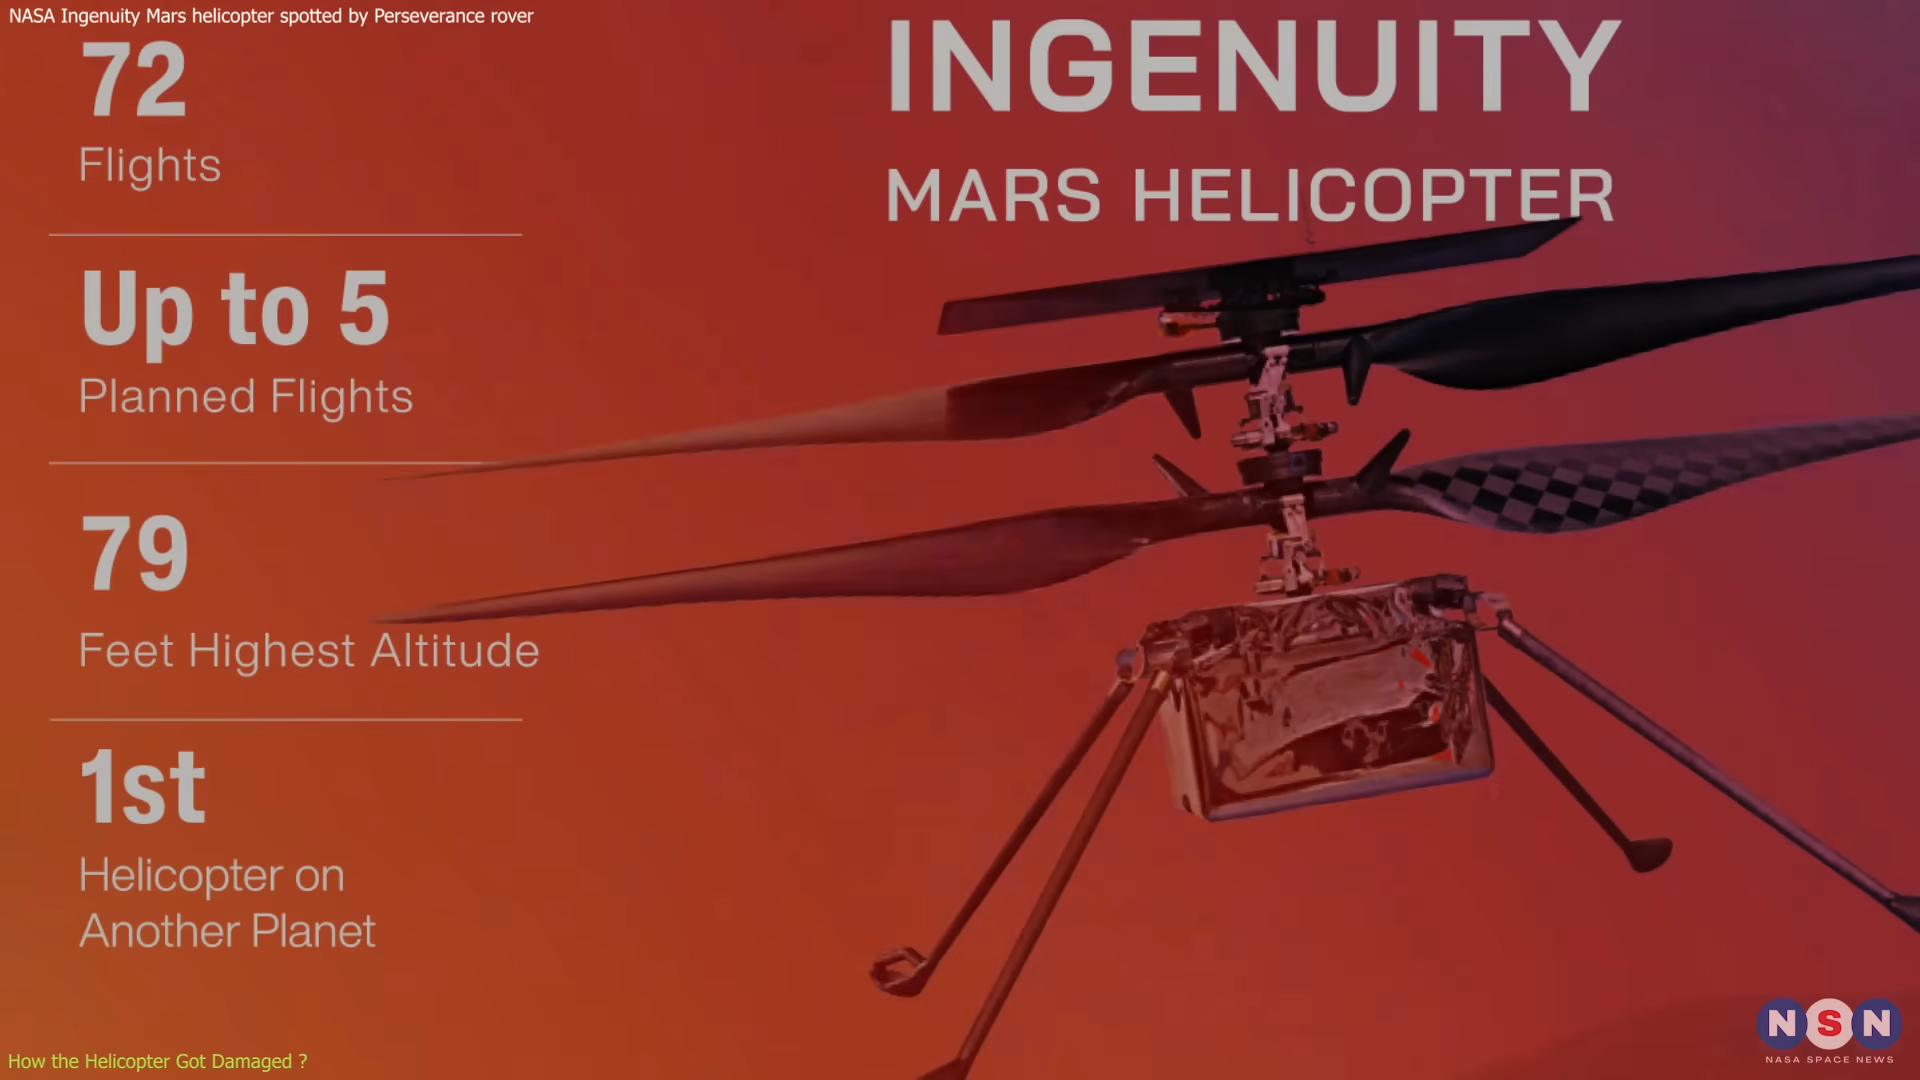 NASA Ingenuity Mars helicopter spotted by Perseverance rover
INGENUITY
MARS HELICOPTER
72
Flights
Up to 5
Planned Flights
79
Feet Highest Altitude
1st
Helicopter on
Another Planet
How the Helicopter Got Damaged ?
NSN
NASA SPACE NEWS